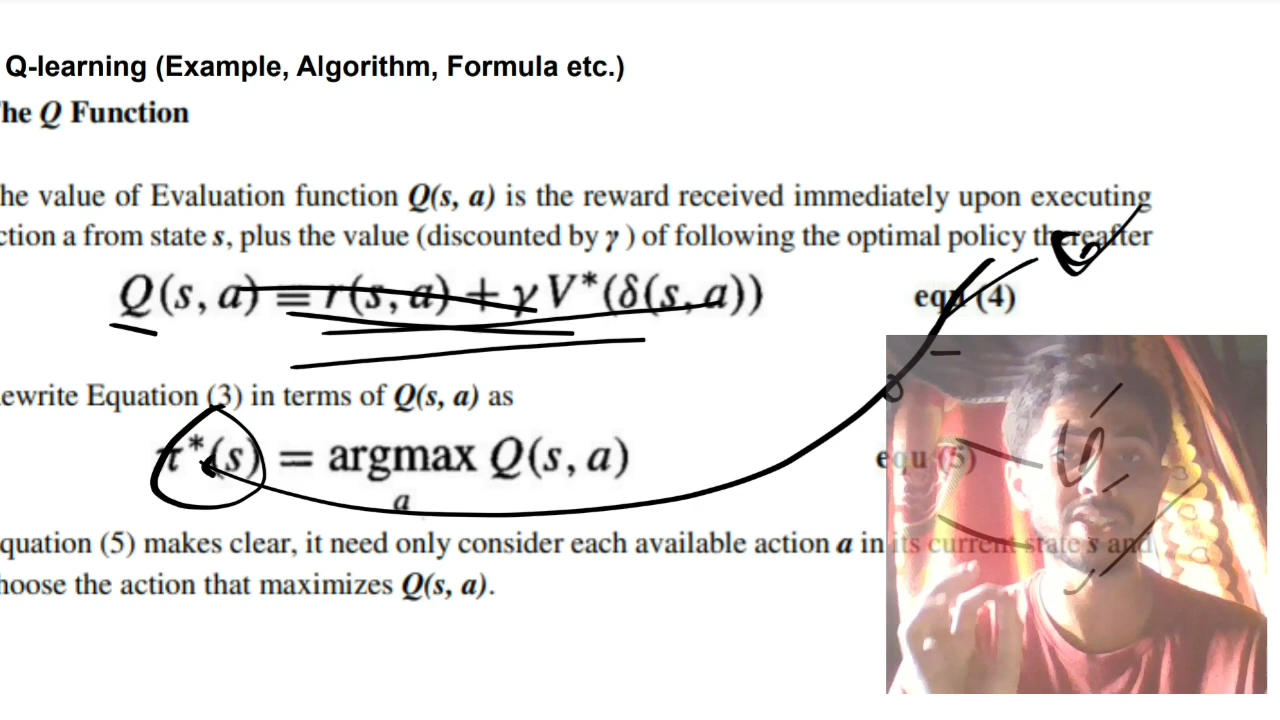 Q-learning (Example, Algorithm, Formula etc.)
he Q Function
he value of Evaluation function Q(s, a) is the reward received immediately upon executing
ction a from state s, plus the value (discounted by γ ) of following the optimal policy thereafter
Q(s, a) ≡ r(s, a) + γ V*(δ(s, a)) equ (4)
ewrite Equation (3) in terms of Q(s, a) as
π*(s) = argmax Q(s, a) equ (5)
a
quation (5) makes clear, it need only consider each available action a in its current state s and
hoose the action that maximizes Q(s, a).